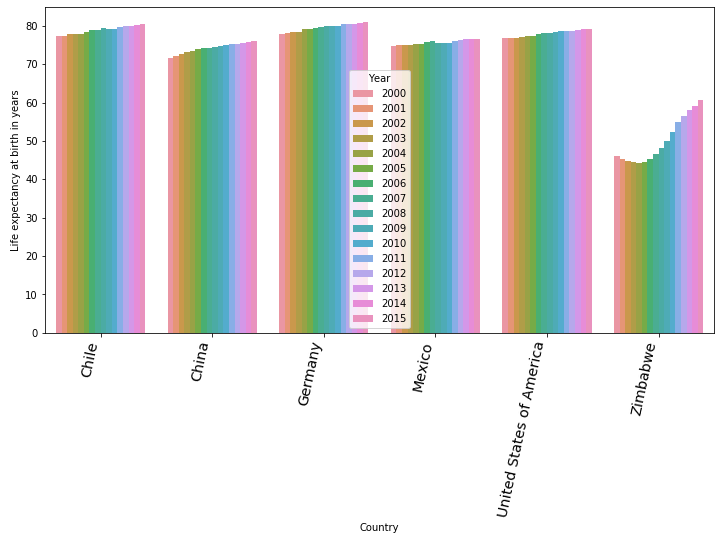 80
70
60
50
40
30
20
10
0
Life expectancy at birth in years
Year
2000
2001
2002
2003
2004
2005
2006
2007
2008
2009
2010
2011
2012
2013
2014
2015
Chile
China
Germany
Mexico
United States of America
Zimbabwe
Country